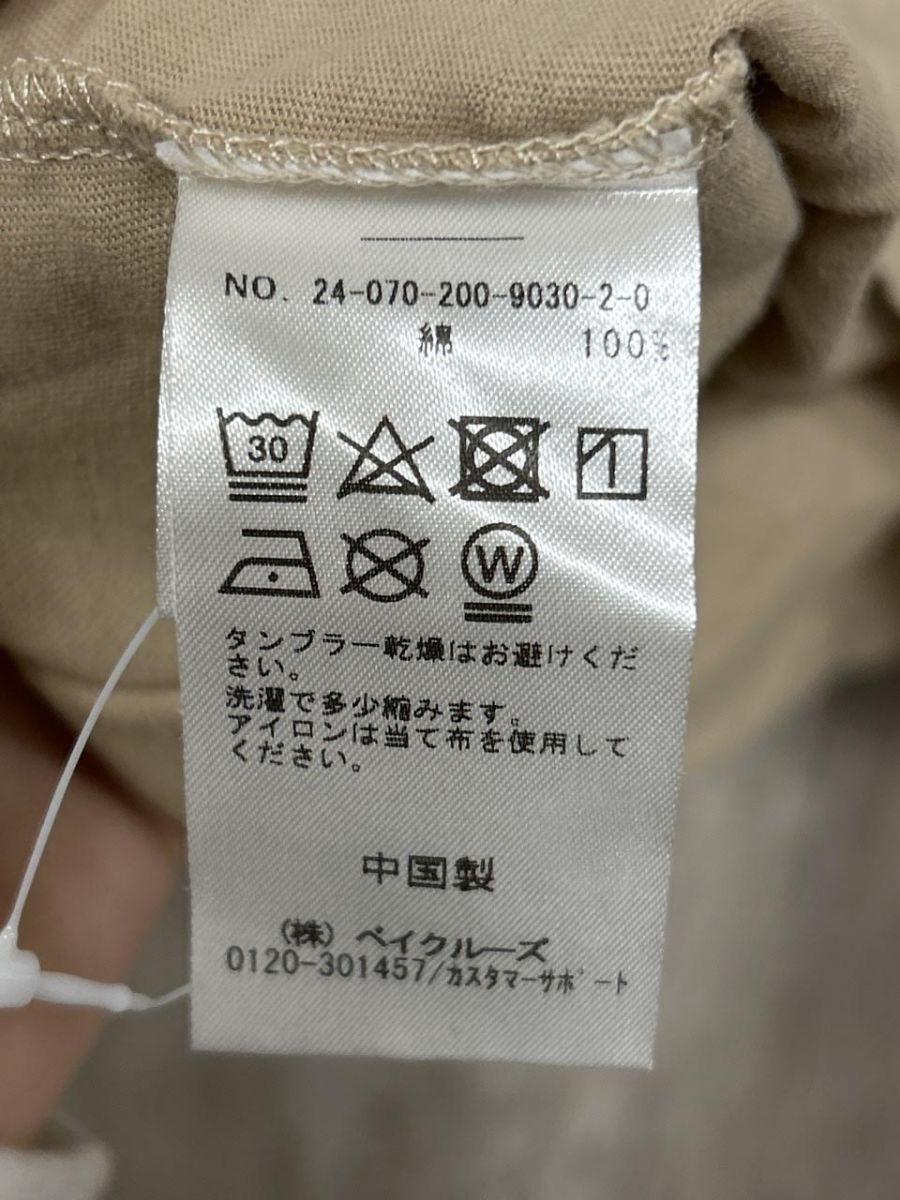 NO. 24-070-200-9030-2-0
綿 100%
30
W
タンブラー乾燥はお避けくだ
さい。
洗濯で多少縮みます。
アイロンは当て布を使用して
ください。
中国製
(株) ベイクルーズ
0120-301457/カスタマーサポート